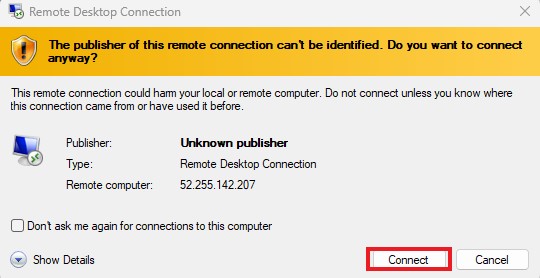 Remote Desktop Connection
The publisher of this remote connection can't be identified. Do you want to connect
anyway?
This remote connection could harm your local or remote computer. Do not connect unless you know where
this connection came from or have used it before.
Publisher: Unknown publisher
Type: Remote Desktop Connection
Remote computer: 52.255.142.207
Don't ask me again for connections to this computer
Show Details Connect Cancel